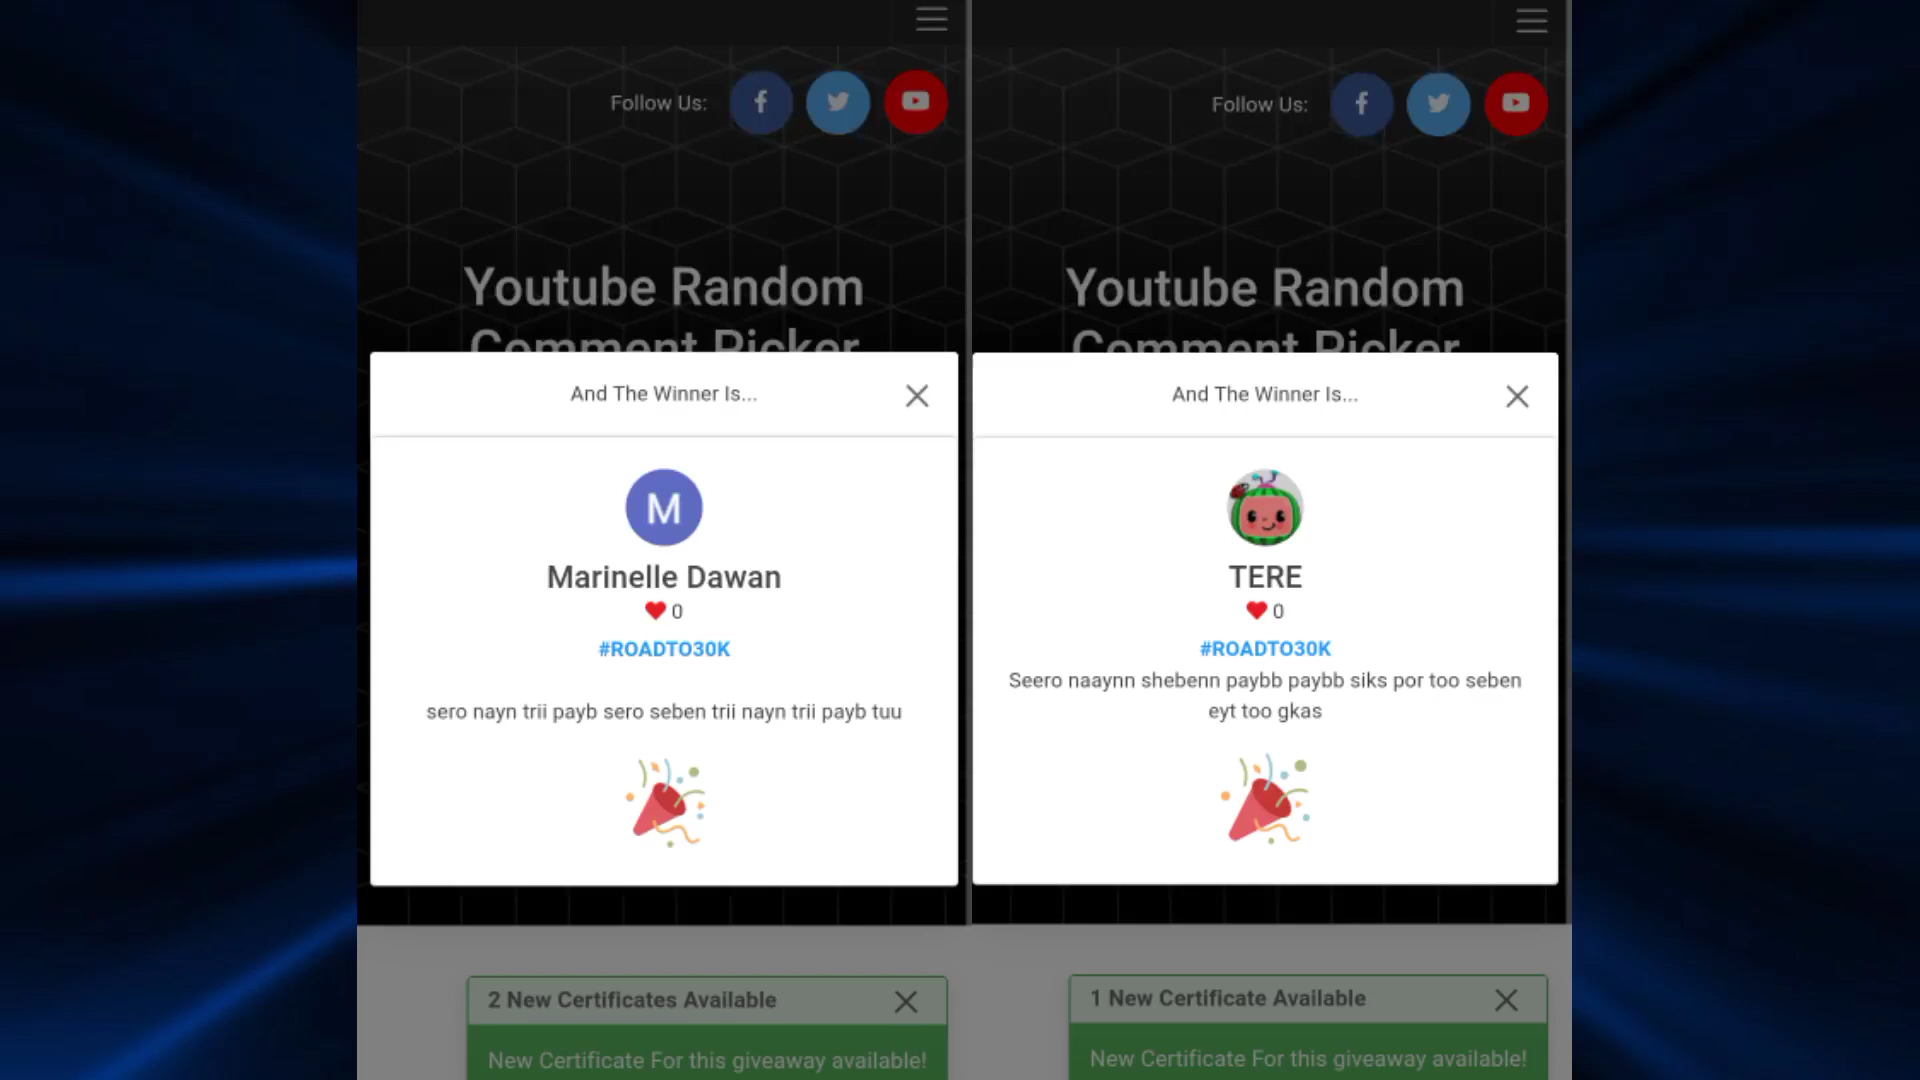 Follow Us:
Youtube Random
Comment Picker
And The Winner Is...
M
Marinelle Dawan
0
#ROADTO30K
sero nayn trii payb sero seben trii nayn trii payb tuu
2 New Certificates Available
New Certificate For this giveaway available!
Follow Us:
Youtube Random
Comment Picker
And The Winner Is...
TERE
0
#ROADTO30K
Seero naaynn shebenn paybb paybb siks por too seben
eyt too gkas
1 New Certificate Available
New Certificate For this giveaway available!